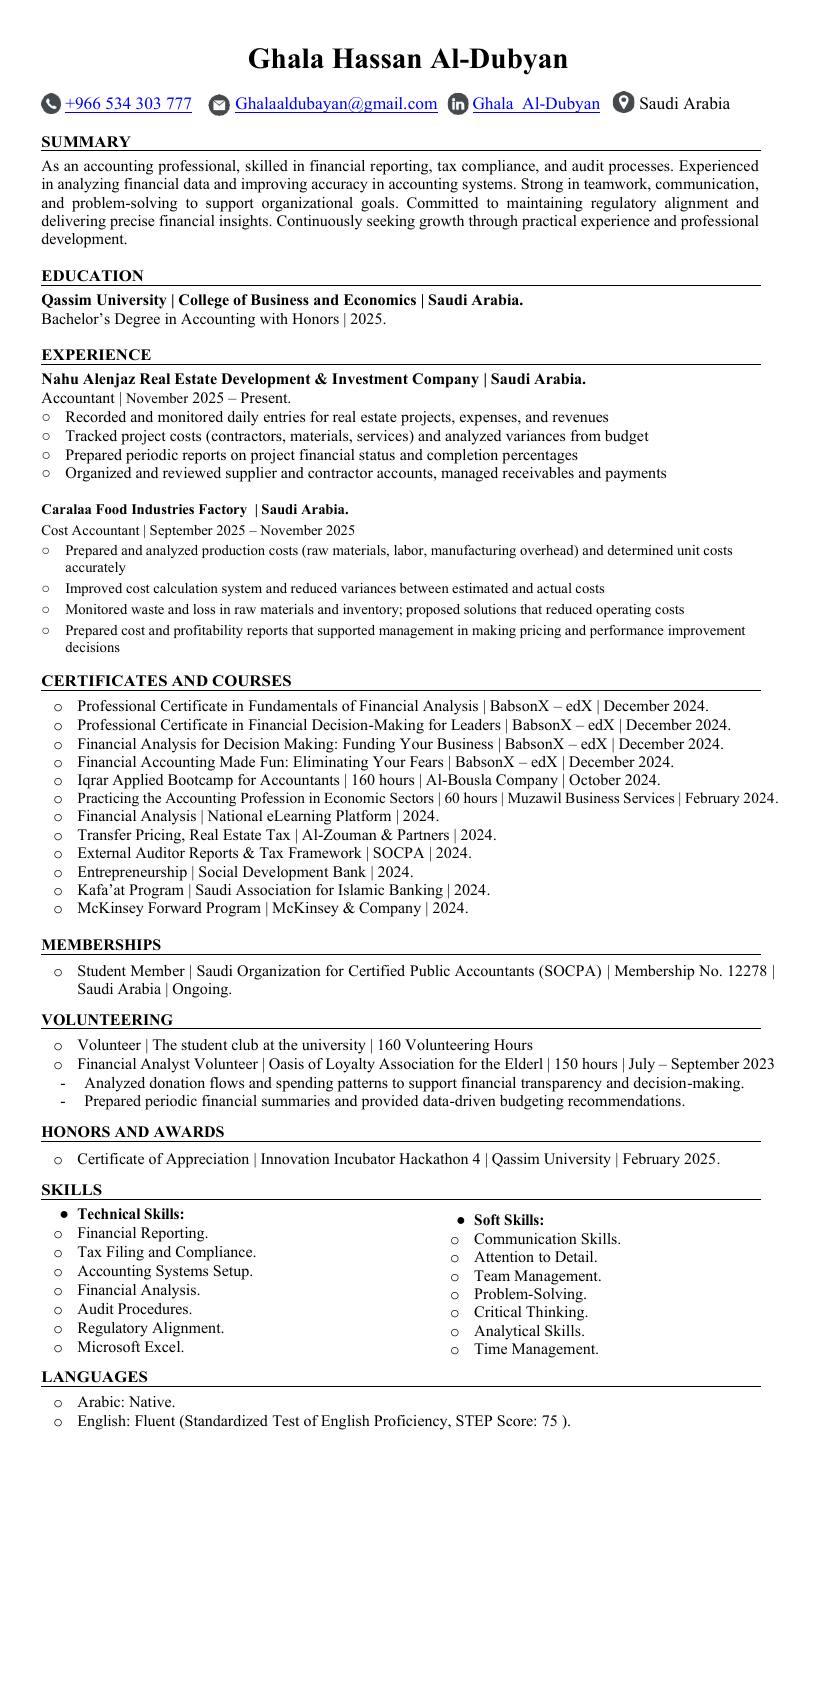 Ghala Hassan Al-Dubyan
+966 534 303 777 Ghalaaldubayan@gmail.com Ghala Al-Dubyan Saudi Arabia
SUMMARY
As an accounting professional, skilled in financial reporting, tax compliance, and audit processes. Experienced
in analyzing financial data and improving accuracy in accounting systems. Strong in teamwork, communication,
and problem-solving to support organizational goals. Committed to maintaining regulatory alignment and
delivering precise financial insights. Continuously seeking growth through practical experience and professional
development.
EDUCATION
Qassim University | College of Business and Economics | Saudi Arabia.
Bachelor’s Degree in Accounting with Honors | 2025.
EXPERIENCE
Nahu Alenjaz Real Estate Development & Investment Company | Saudi Arabia.
Accountant | November 2025 – Present.
○ Recorded and monitored daily entries for real estate projects, expenses, and revenues
○ Tracked project costs (contractors, materials, services) and analyzed variances from budget
○ Prepared periodic reports on project financial status and completion percentages
○ Organized and reviewed supplier and contractor accounts, managed receivables and payments
Caralaa Food Industries Factory | Saudi Arabia.
Cost Accountant | September 2025 – November 2025
○ Prepared and analyzed production costs (raw materials, labor, manufacturing overhead) and determined unit costs
accurately
○ Improved cost calculation system and reduced variances between estimated and actual costs
○ Monitored waste and loss in raw materials and inventory; proposed solutions that reduced operating costs
○ Prepared cost and profitability reports that supported management in making pricing and performance improvement
decisions
CERTIFICATES AND COURSES
o Professional Certificate in Fundamentals of Financial Analysis | BabsonX – edX | December 2024.
o Professional Certificate in Financial Decision-Making for Leaders | BabsonX – edX | December 2024.
o Financial Analysis for Decision Making: Funding Your Business | BabsonX – edX | December 2024.
o Financial Accounting Made Fun: Eliminating Your Fears | BabsonX – edX | December 2024.
o Iqrar Applied Bootcamp for Accountants | 160 hours | Al-Bousla Company | October 2024.
o Practicing the Accounting Profession in Economic Sectors | 60 hours | Muzawil Business Services | February 2024.
o Financial Analysis | National eLearning Platform | 2024.
o Transfer Pricing, Real Estate Tax | Al-Zouman & Partners | 2024.
o External Auditor Reports & Tax Framework | SOCPA | 2024.
o Entrepreneurship | Social Development Bank | 2024.
o Kafa’at Program | Saudi Association for Islamic Banking | 2024.
o McKinsey Forward Program | McKinsey & Company | 2024.
MEMBERSHIPS
o Student Member | Saudi Organization for Certified Public Accountants (SOCPA) | Membership No. 12278 |
Saudi Arabia | Ongoing.
VOLUNTEERING
o Volunteer | The student club at the university | 160 Volunteering Hours
o Financial Analyst Volunteer | Oasis of Loyalty Association for the Elderl | 150 hours | July – September 2023
- Analyzed donation flows and spending patterns to support financial transparency and decision-making.
- Prepared periodic financial summaries and provided data-driven budgeting recommendations.
HONORS AND AWARDS
o Certificate of Appreciation | Innovation Incubator Hackathon 4 | Qassim University | February 2025.
SKILLS
● Technical Skills:
o Financial Reporting.
o Tax Filing and Compliance.
o Accounting Systems Setup.
o Financial Analysis.
o Audit Procedures.
o Regulatory Alignment.
o Microsoft Excel.
● Soft Skills:
o Communication Skills.
o Attention to Detail.
o Team Management.
o Problem-Solving.
o Critical Thinking.
o Analytical Skills.
o Time Management.
LANGUAGES
o Arabic: Native.
o English: Fluent (Standardized Test of English Proficiency, STEP Score: 75 ).